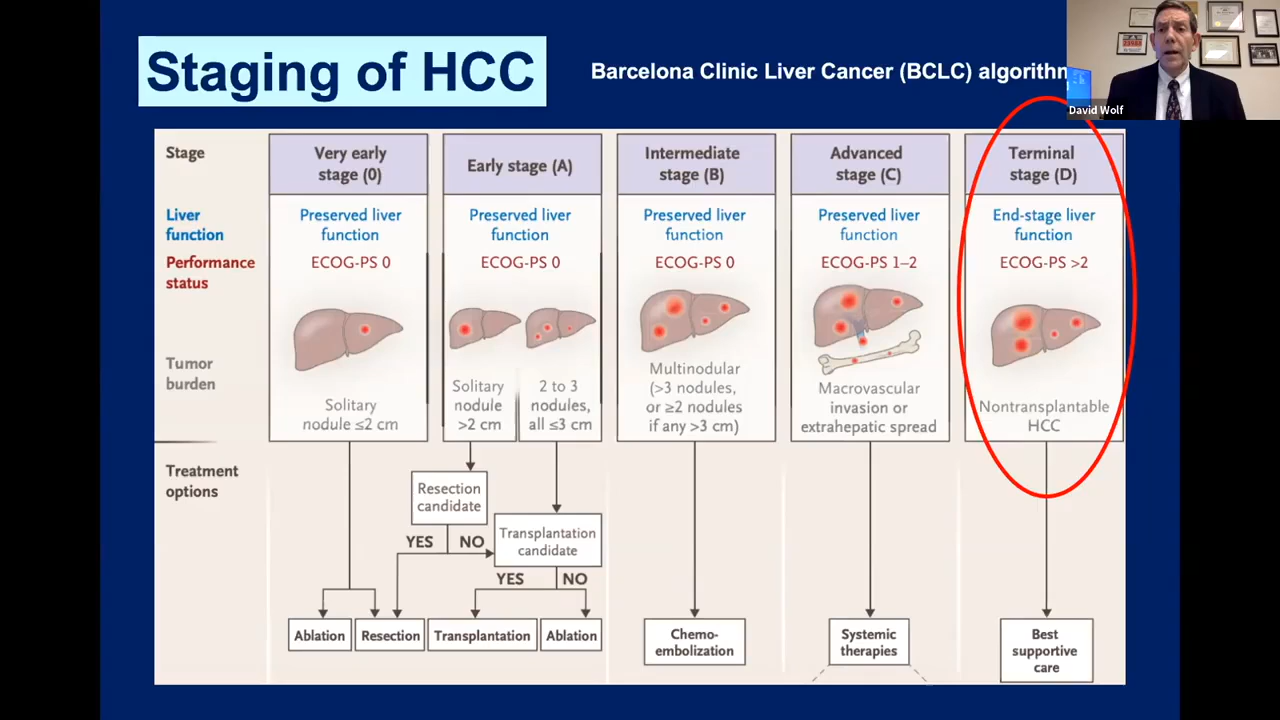 Staging of HCC
Barcelona Clinic Liver Cancer (BCLC) algorithm
David Wolf
Stage
Very early
stage (0)
Early stage (A)
Intermediate
stage (B)
Advanced
stage (C)
Terminal
stage (D)
Liver
function
Preserved liver
function
Preserved liver
function
Preserved liver
function
Preserved liver
function
End-stage liver
function
Performance
status
ECOG-PS 0
ECOG-PS 0
ECOG-PS 0
ECOG-PS 1–2
ECOG-PS >2
Tumor
burden
Solitary
nodule ≤2 cm
Solitary
nodule
>2 cm
2 to 3
nodules,
all ≤3 cm
Multinodular
(>3 nodules,
or ≥2 nodules
if any >3 cm)
Macrovascular
invasion or
extrahepatic spread
Nontransplantable
HCC
Treatment
options
Resection
candidate
YES
NO
Transplantation
candidate
YES
NO
Ablation
Resection
Transplantation
Ablation
Chemo-
embolization
Systemic
therapies
Best
supportive
care